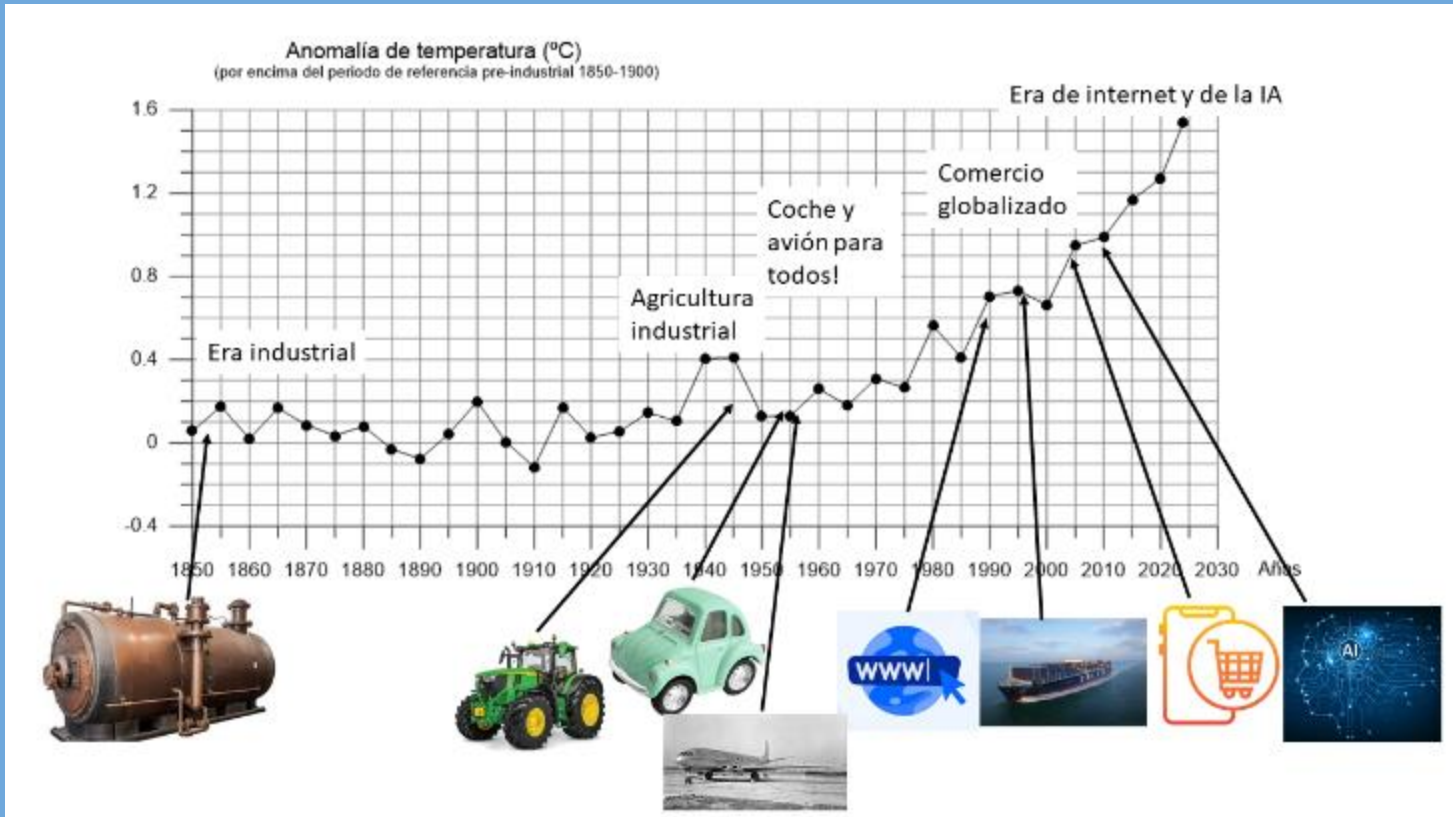 Anomalía de temperatura (ºC)
(por encima del periodo de referencia pre-industrial 1850-1900)
Era de internet y de la IA
1.6
Comercio
globalizado
1.2
Coche y
avión para
todos!
0.8
Agricultura
industrial
Era industrial
0.4
0
-0.4
1850 1860 1870 1880 1890 1900 1910 1920 1930 1940 1950 1960 1970 1980 1990 2000 2010 2020 2030 Años
AI
www